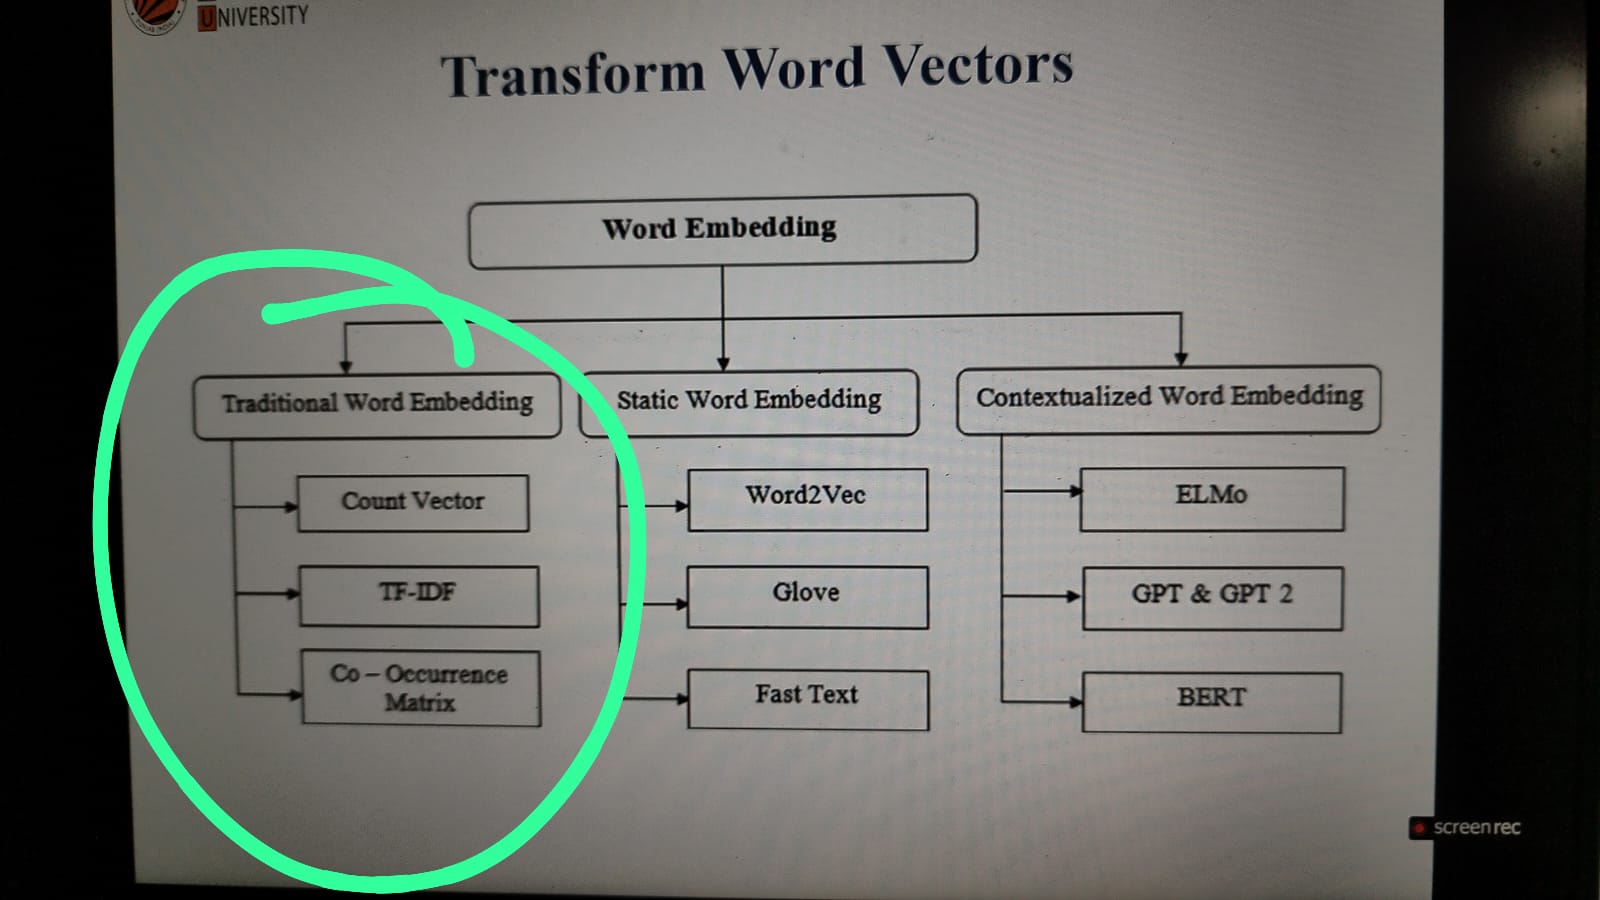 UNIVERSITY
Transform Word Vectors
Word Embedding
Traditional Word Embedding
Static Word Embedding
Contextualized Word Embedding
Count Vector
Word2Vec
ELMo
TF-IDF
Glove
GPT & GPT 2
Co – Occurrence
Matrix
Fast Text
BERT
screenrec